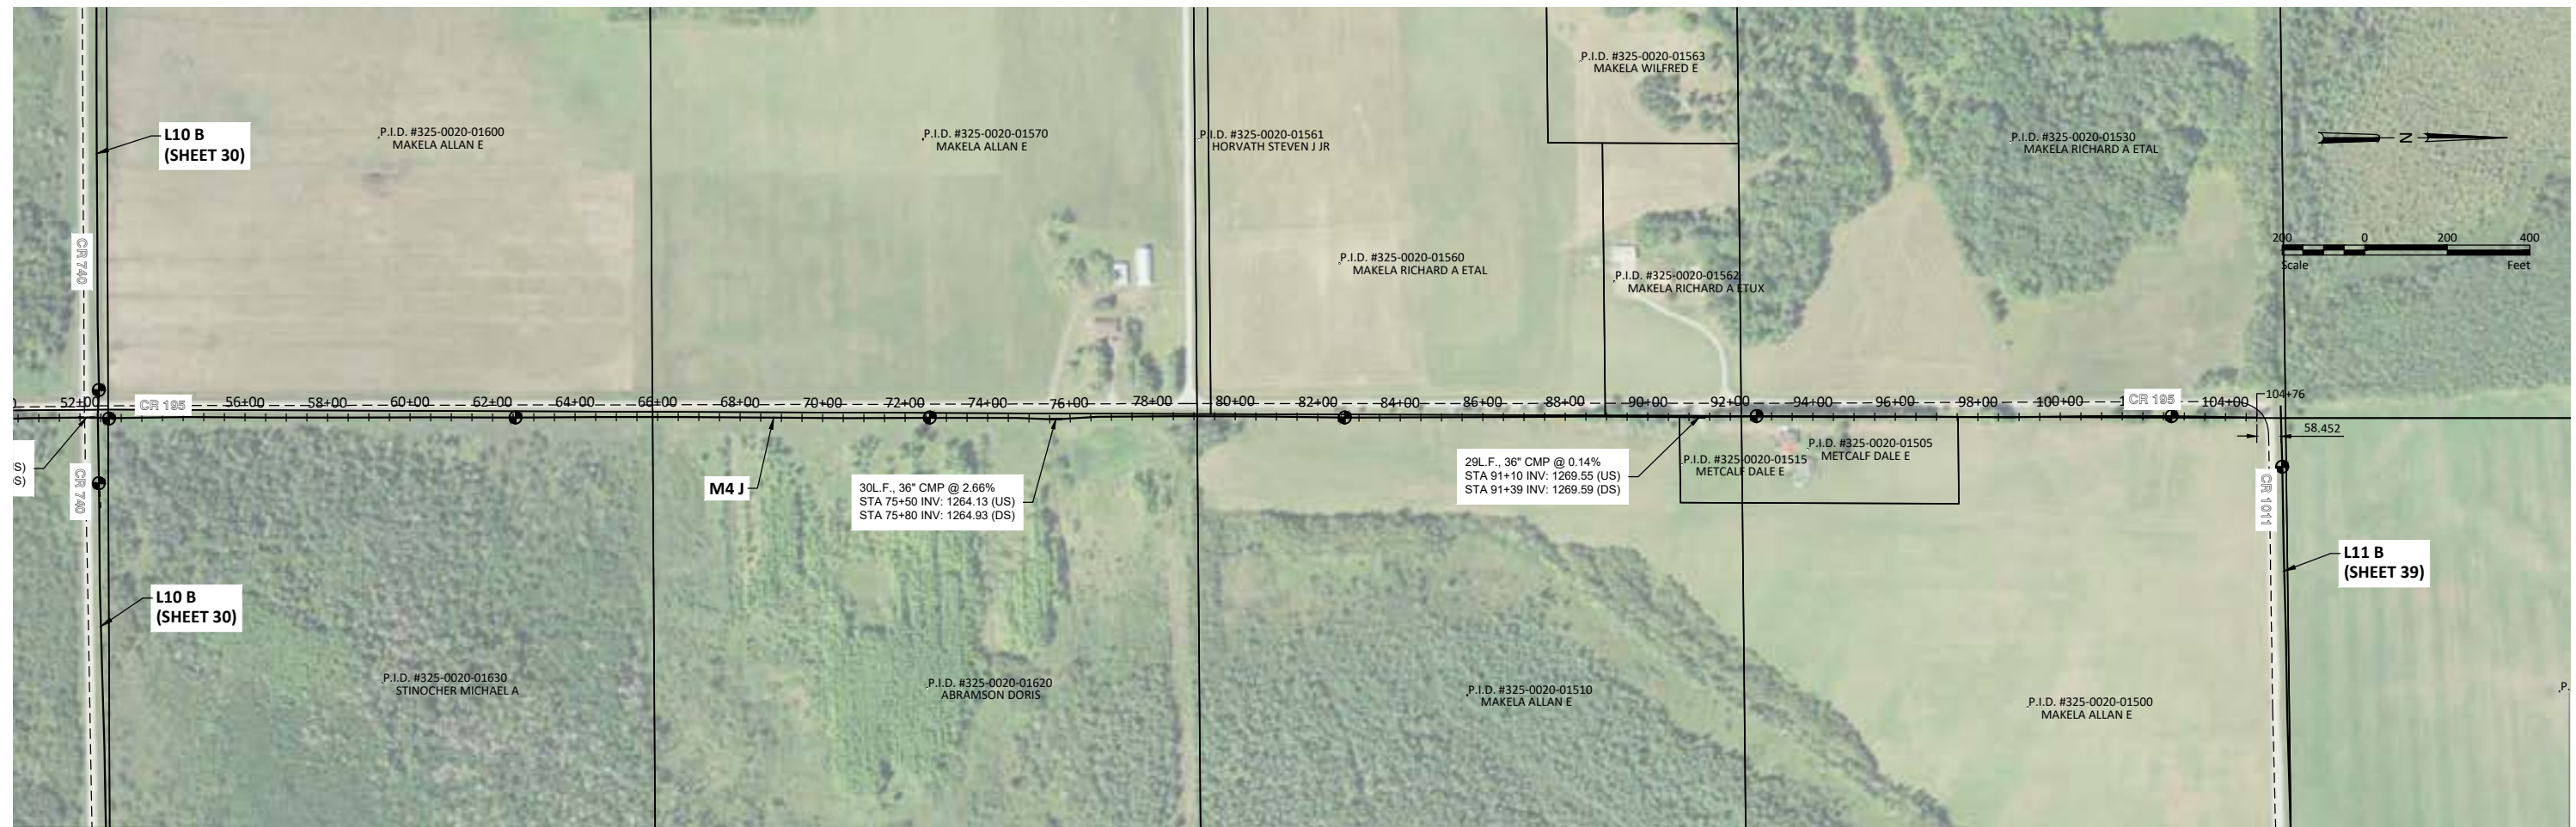 P.I.D. #325-0020-01563
MAKELA WILFRED E
L10 B
(SHEET 30)
P.I.D. #325-0020-01600
MAKELA ALLAN E
P.I.D. #325-0020-01570
MAKELA ALLAN E
P.I.D. #325-0020-01561
HORVATH STEVEN J JR
P.I.D. #325-0020-01530
MAKELA RICHARD A ETAL
N
CR 740
P.I.D. #325-0020-01560
MAKELA RICHARD A ETAL
P.I.D. #325-0020-01562
MAKELA RICHARD A ETUX
200 0 200 400
Scale Feet
52+00 CR 195 56+00 58+00 60+00 62+00 64+00 66+00 68+00 70+00 72+00 74+00 76+00 78+00 80+00 82+00 84+00 86+00 88+00 90+00 92+00 94+00 96+00 98+00 100+00 CR 195 104+00
104+76
58.452
S)
S)
CR 740
M4 J
30L.F., 36" CMP @ 2.66%
STA 75+50 INV: 1264.13 (US)
STA 75+80 INV: 1264.93 (DS)
29L.F., 36" CMP @ 0.14%
STA 91+10 INV: 1269.55 (US)
STA 91+39 INV: 1269.59 (DS)
P.I.D. #325-0020-01505
METCALF DALE E
P.I.D. #325-0020-01515
METCALF DALE E
CR 1011
L11 B
(SHEET 39)
L10 B
(SHEET 30)
P.I.D. #325-0020-01630
STINOCHER MICHAEL A
P.I.D. #325-0020-01620
ABRAMSON DORIS
P.I.D. #325-0020-01510
MAKELA ALLAN E
P.I.D. #325-0020-01500
MAKELA ALLAN E
P.